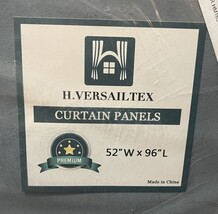 H.VERSAILTEX
CURTAIN PANELS
52"W x 96"L
PREMIUM
Made in China